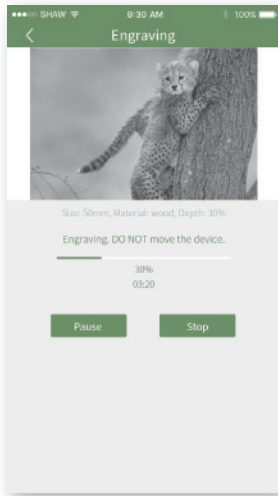 SHAW 9:30 AM 100%
Engraving
Size: 50mm, Material: wood, Depth: 30%
Engraving, DO NOT move the device.
30%
03:20
Pause Stop